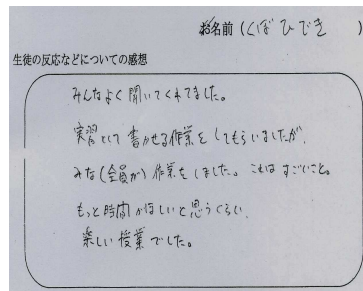 お名前 (くぼひでき )
生徒の反応などについての感想
みんなよく聞いてくれてました。
実習として書かせる作業をしてもらいましたが、
みな(全員が)作業をしました。これはすごいこと。
もっと時間がほしいと思うくらい、
楽しい授業でした。